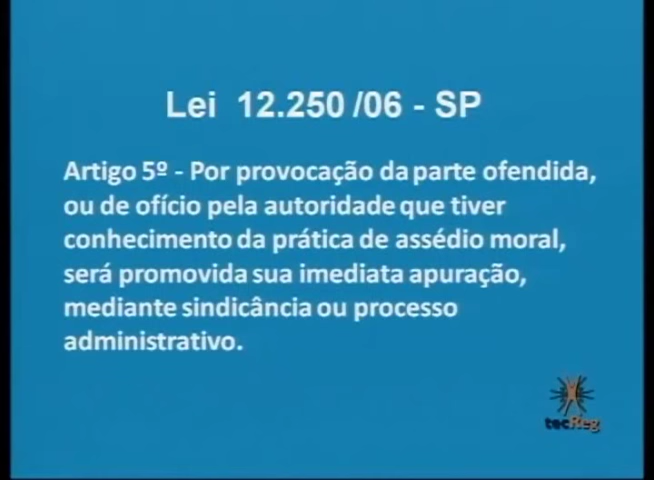 Lei 12.250 /06 - SP
Artigo 5º - Por provocação da parte ofendida,
ou de ofício pela autoridade que tiver
conhecimento da prática de assédio moral,
será promovida sua imediata apuração,
mediante sindicância ou processo
administrativo.
tecReg